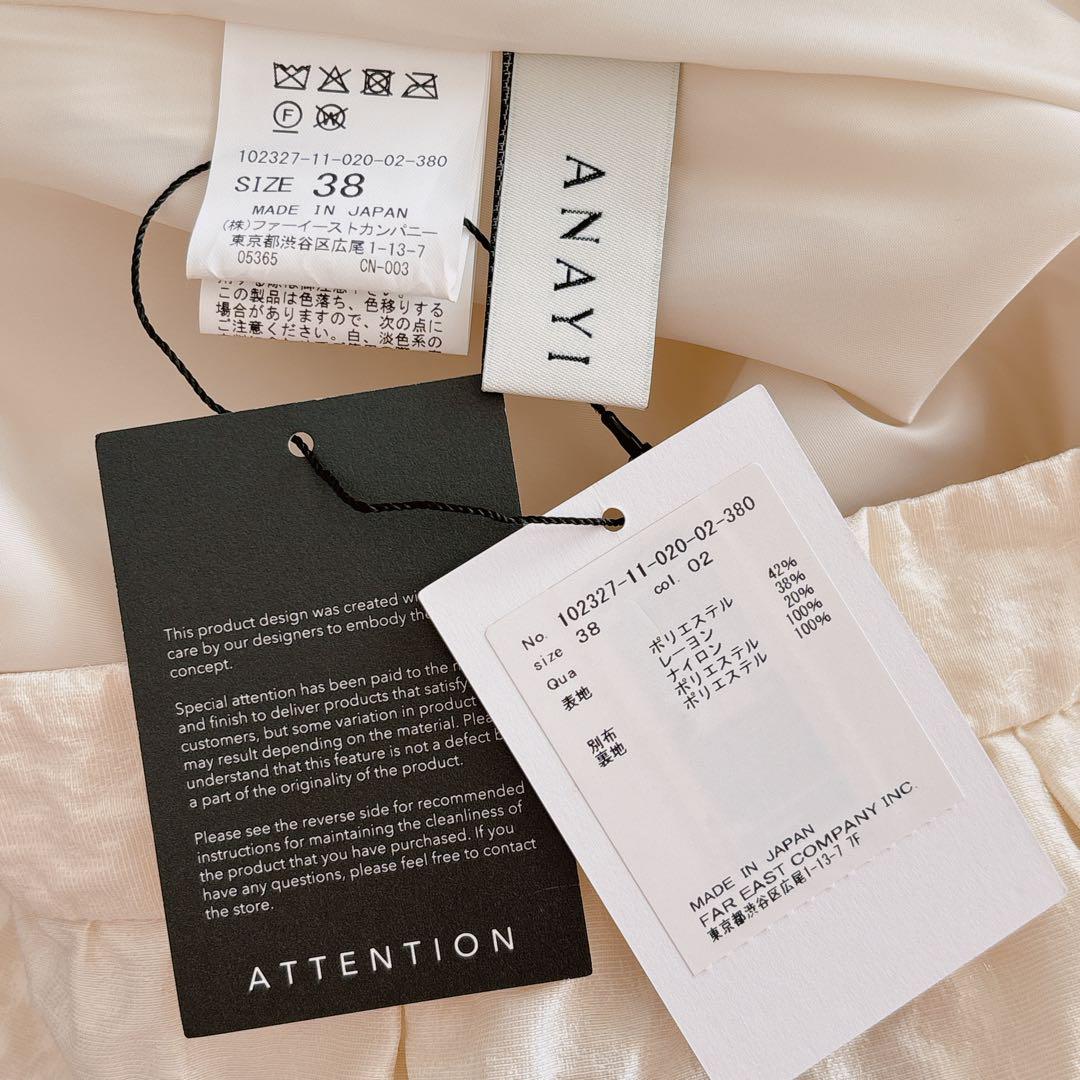 102327-11-020-02-380
SIZE 38
MADE IN JAPAN
(株)ファーイーストカンパニー
東京都渋谷区広尾1-13-7
05365 CN-003
この製品は色落ち、色移りする
場合がありますので、次の点に
ご注意ください。白、淡色系の
ANAYI
This product design was created
care by our designers to embody the
concept.
Special attention has been paid to the
and finish to deliver products that satisfy
customers, but some variation in product
may result depending on the material.
understand that this feature is not a defect
a part of the originality of the product.
Please see the reverse side for recommended
instructions for maintaining the cleanliness of
the product that you have purchased. If you
have any questions, please feel free to contact
the store.
ATTENTION
No. 102327-11-020-02-380
size 38 col. 02
Qua
表地 ポリエステル 42%
レーヨン 38%
ナイロン 20%
別布 ポリエステル 100%
裏地 ポリエステル 100%
MADE IN JAPAN
FAR EAST COMPANY INC.
東京都渋谷区広尾1-13-7 7F